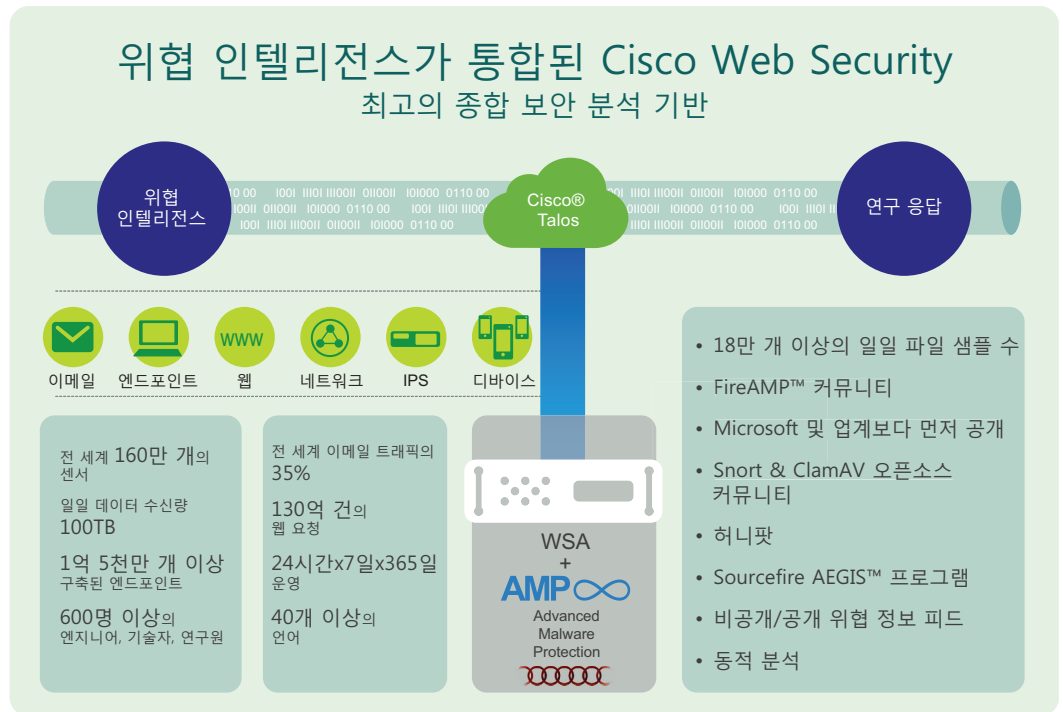 위협 인텔리전스가 통합된 Cisco Web Security
최고의 종합 보안 분석 기반
위협
인텔리전스
Cisco®
Talos
연구 응답
이메일
엔드포인트
www
웹
네트워크
IPS
디바이스
전 세계 160만 개의
센서
일일 데이터 수신량
100TB
1억 5천만 개 이상
구축된 엔드포인트
600명 이상의
엔지니어, 기술자, 연구원
전 세계 이메일 트래픽의
35%
130억 건의
웹 요청
24시간x7일x365일
운영
40개 이상의
언어
WSA
+
AMP
Advanced
Malware
Protection
• 18만 개 이상의 일일 파일 샘플 수
• FireAMP™ 커뮤니티
• Microsoft 및 업계보다 먼저 공개
• Snort & ClamAV 오픈소스
커뮤니티
• 허니팟
• Sourcefire AEGIS™ 프로그램
• 비공개/공개 위협 정보 피드
• 동적 분석